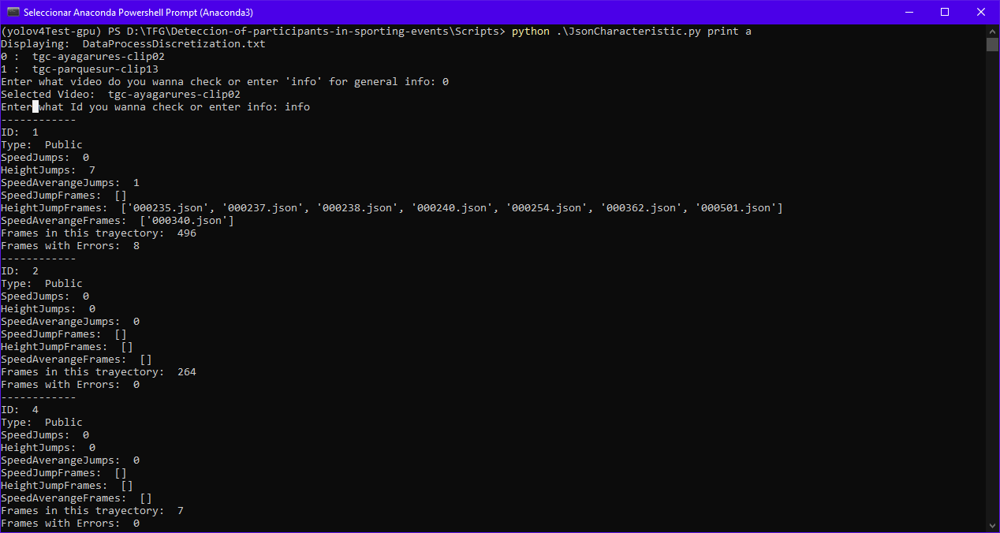 Seleccionar Anaconda Powershell Prompt (Anaconda3)
(yolov4Test-gpu) PS D:\TFG\Deteccion-of-participants-in-sporting-events\Scripts> python .\JsonCharacteristic.py print a
Displaying:  DataProcessDiscretization.txt
0 :  tgc-ayagarures-clip02
1 :  tgc-parquesur-clip13
Enter what video do you wanna check or enter 'info' for general info: 0
Selected Video:  tgc-ayagarures-clip02
Enter what Id you wanna check or enter info: info
------------
ID:  1
Type:  Public
SpeedJumps:  0
HeightJumps:  7
SpeedAverangeJumps:  1
SpeedJumpFrames:  []
HeightJumpFrames:  ['000235.json', '000237.json', '000238.json', '000240.json', '000254.json', '000362.json', '000501.json']
SpeedAverangeFrames:  ['000340.json']
Frames in this trayectory:  496
Frames with Errors:  8
------------
ID:  2
Type:  Public
SpeedJumps:  0
HeightJumps:  0
SpeedAverangeJumps:  0
SpeedJumpFrames:  []
HeightJumpFrames:  []
SpeedAverangeFrames:  []
Frames in this trayectory:  264
Frames with Errors:  0
------------
ID:  4
Type:  Public
SpeedJumps:  0
HeightJumps:  0
SpeedAverangeJumps:  0
SpeedJumpFrames:  []
HeightJumpFrames:  []
SpeedAverangeFrames:  []
Frames in this trayectory:  7
Frames with Errors:  0